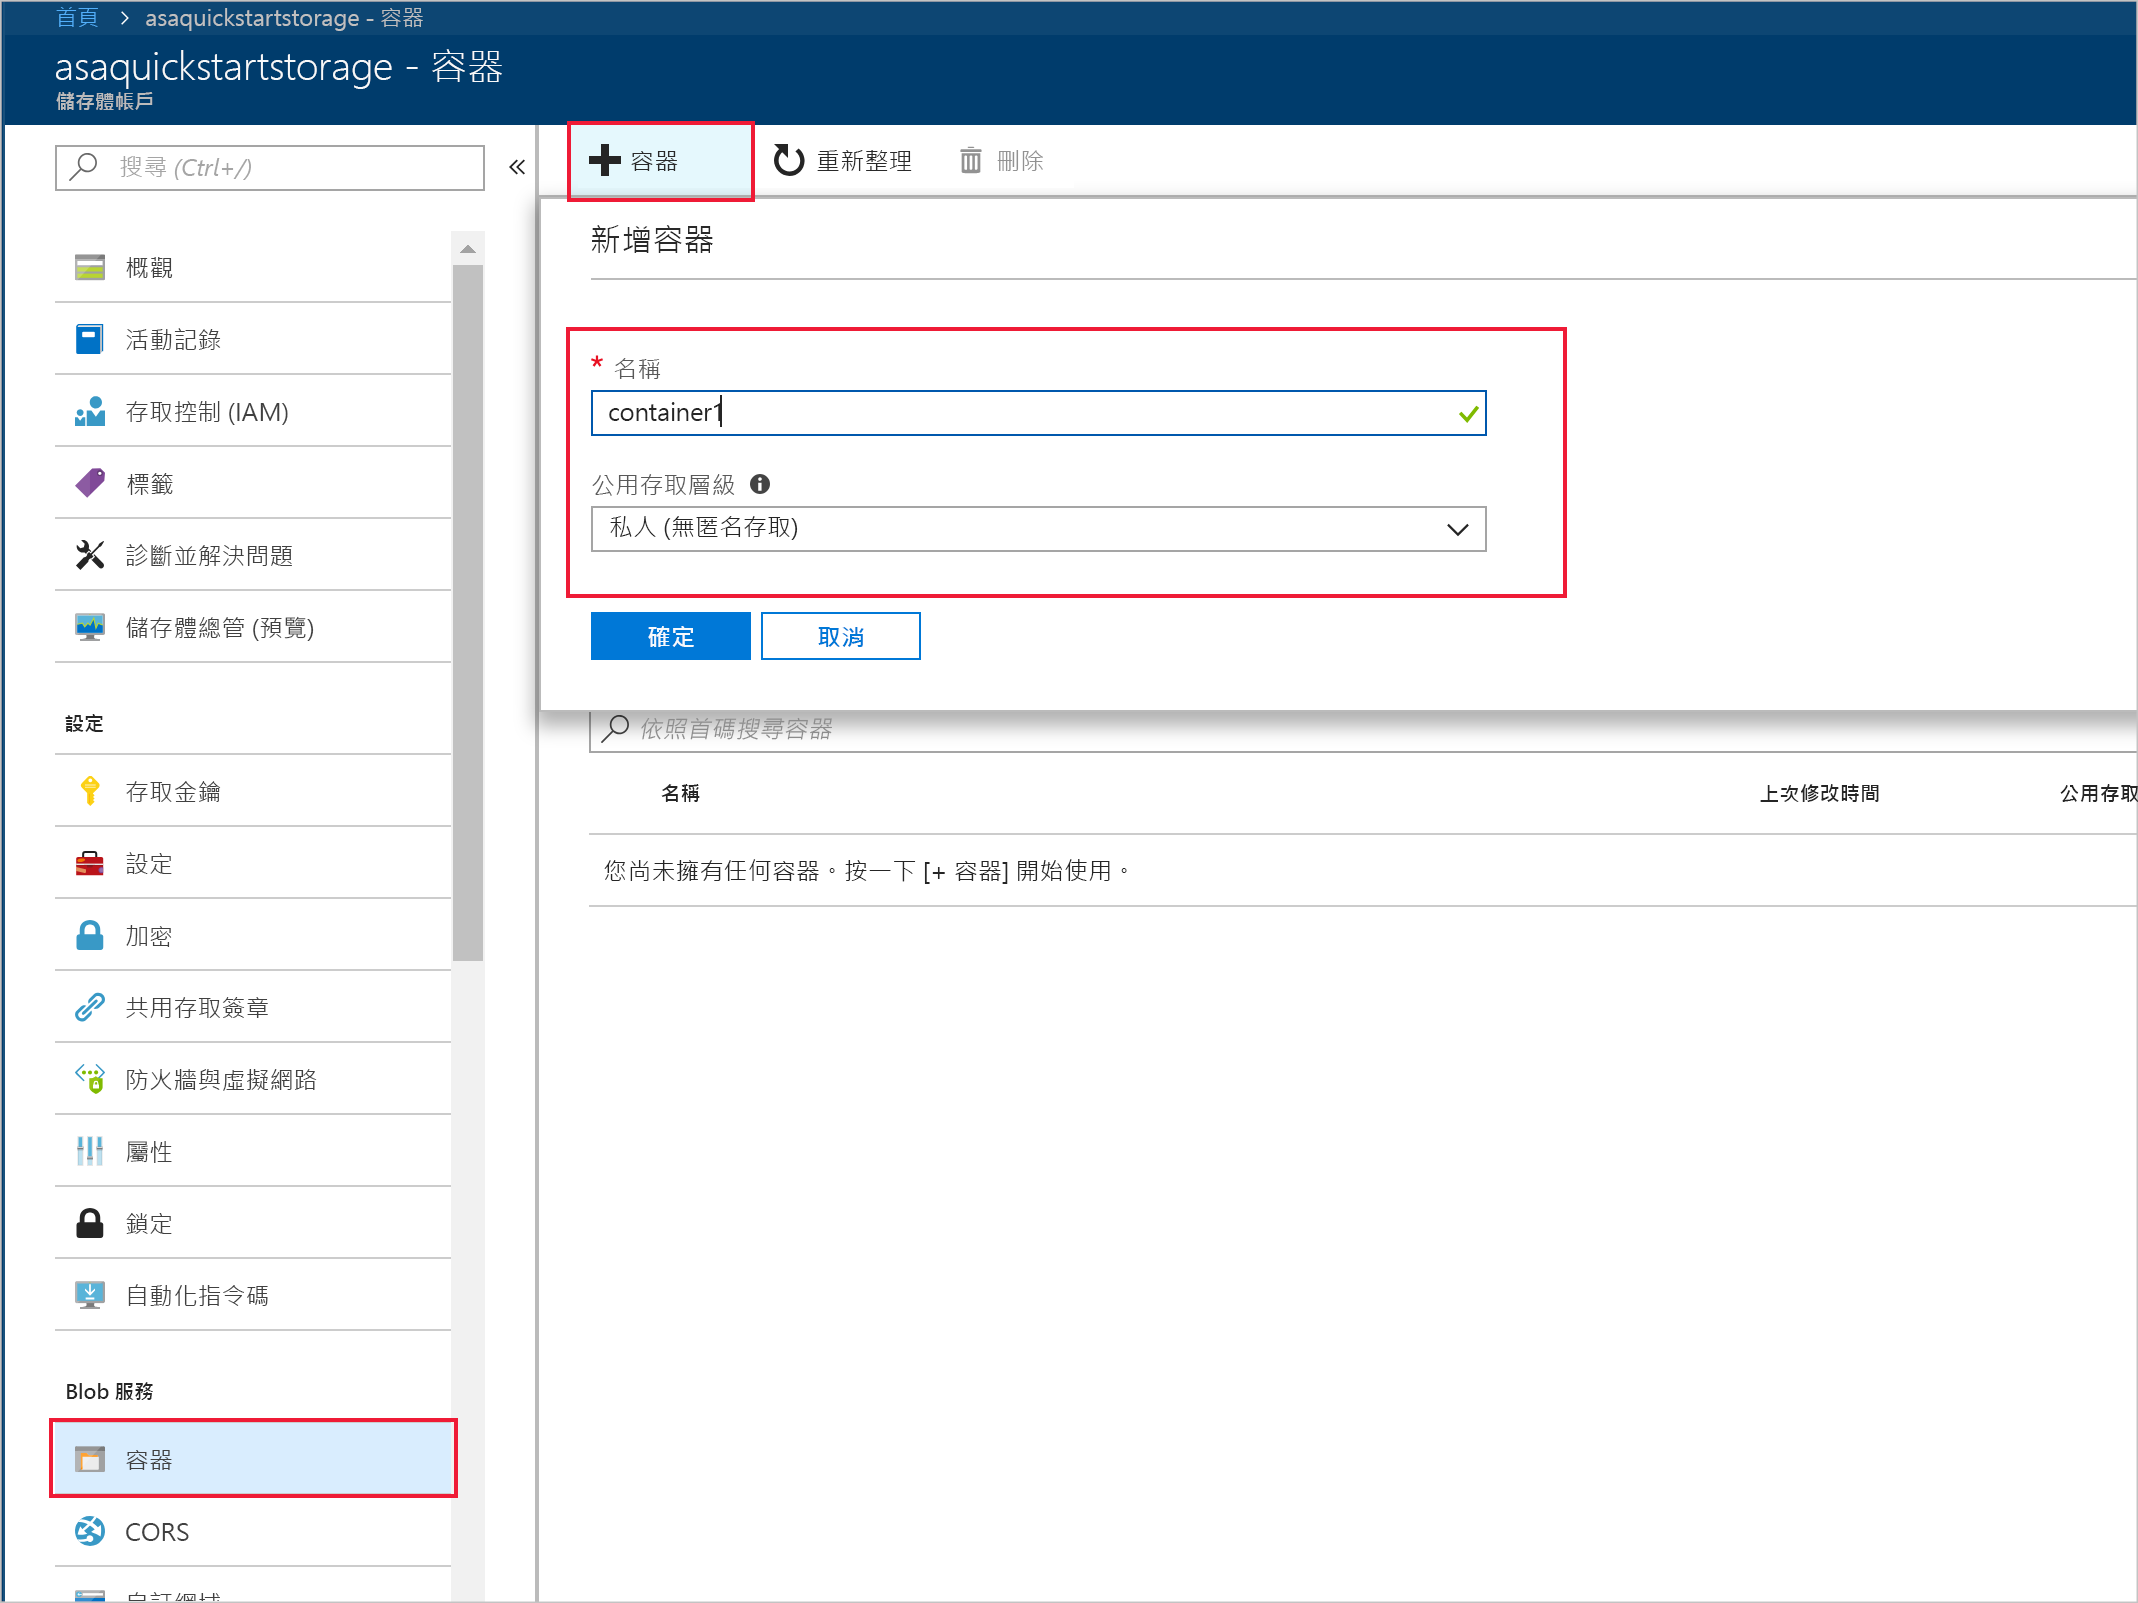 首頁 > asaquickstartstorage - 容器
asaquickstartstorage - 容器
儲存體帳戶
搜尋 (Ctrl+/)
概觀
活動記錄
存取控制 (IAM)
標籤
診斷並解決問題
儲存體總管 (預覽)
設定
存取金鑰
設定
加密
共用存取簽章
防火牆與虛擬網路
屬性
鎖定
自動化指令碼
Blob 服務
容器
CORS
自訂網域
容器 重新整理 刪除
新增容器
* 名稱
container1
公用存取層級
私人 (無匿名存取)
確定 取消
依照首碼搜尋容器
名稱 上次修改時間 公用存取
您尚未擁有任何容器。按一下 [+ 容器] 開始使用。